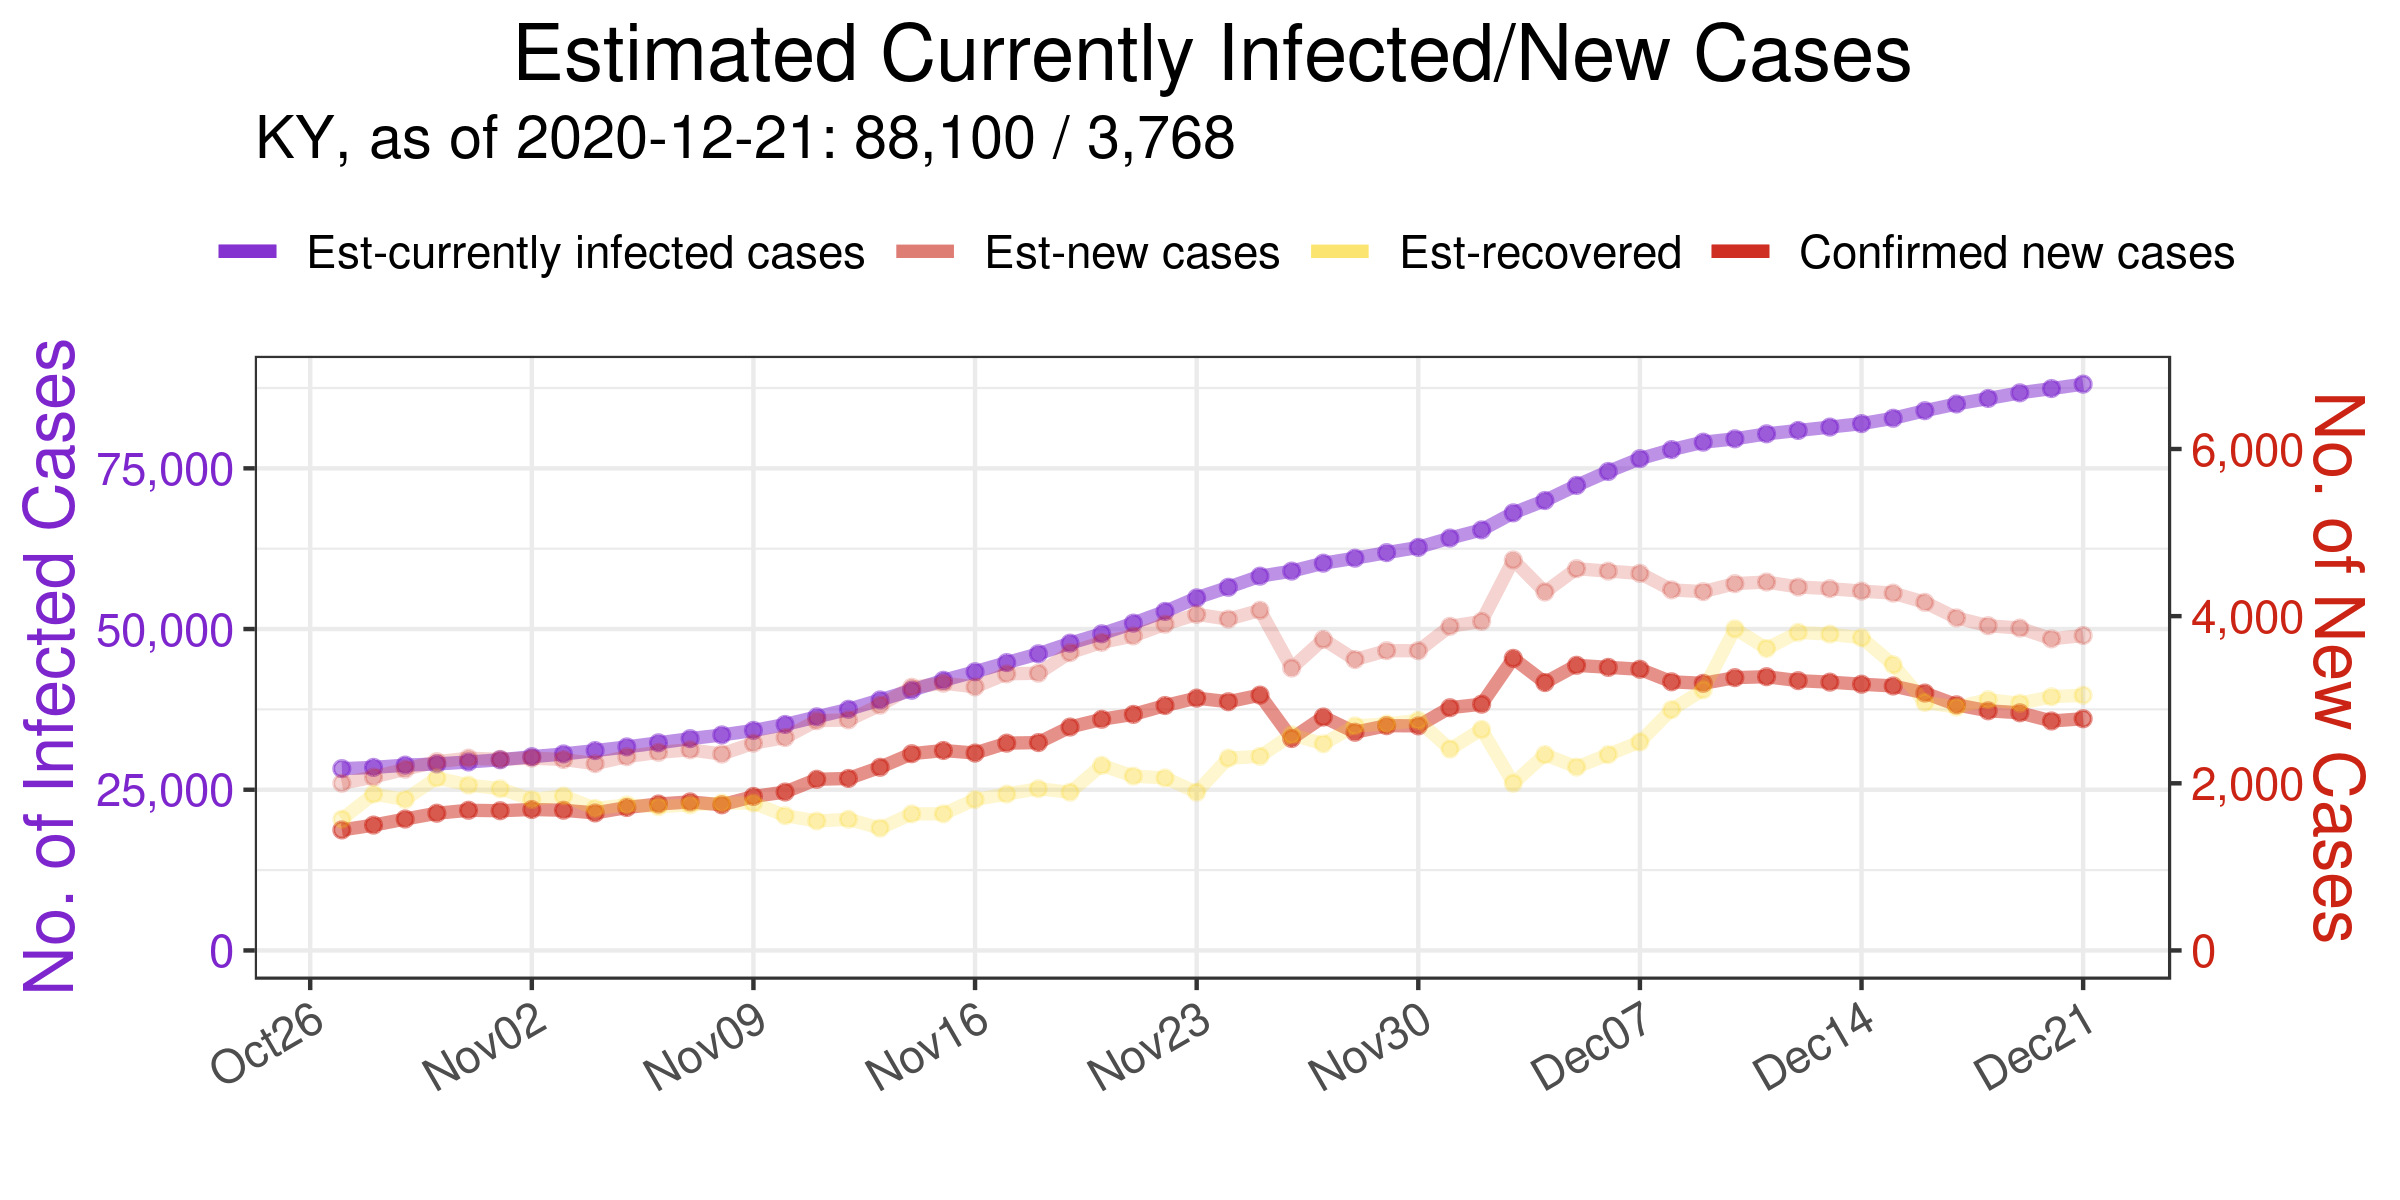 Estimated Currently Infected/New Cases
KY, as of 2020-12-21: 88,100 / 3,768
Est-currently infected cases Est-new cases Est-recovered Confirmed new cases
No. of Infected Cases
75,000
50,000
25,000
0
6,000
4,000
2,000
0
No. of New Cases
Oct26 Nov02 Nov09 Nov16 Nov23 Nov30 Dec07 Dec14 Dec21